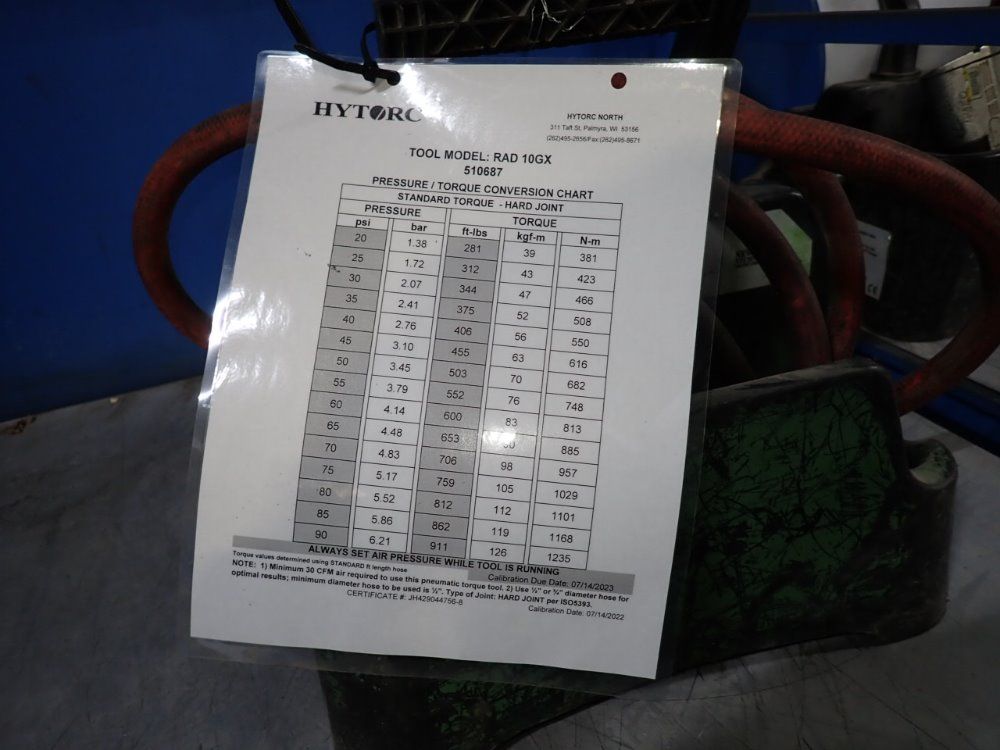 HYTORC
HYTORC NORTH
311 Taft St, Palmyra, WI 53156
(262)495-2656/Fax:(262)495-8671
TOOL MODEL: RAD 10GX
510687
PRESSURE / TORQUE CONVERSION CHART
STANDARD TORQUE - HARD JOINT
PRESSURE TORQUE
psi bar ft-lbs kgf-m N-m
20 1.38 281 39 381
25 1.72 312 43 423
30 2.07 344 47 466
35 2.41 375 52 508
40 2.76 406 56 550
45 3.10 455 63 616
50 3.45 503 70 682
55 3.79 552 76 748
60 4.14 600 83 813
65 4.48 653 885
70 4.83 706 98 957
75 5.17 759 105 1029
80 5.52 812 112 1101
85 5.86 862 119 1168
90 6.21 911 126 1235
ALWAYS SET AIR PRESSURE WHILE TOOL IS RUNNING
Torque values determined using STANDARD ft length hose
Calibration Due Date: 07/14/2023
NOTE: 1) Minimum 30 CFM air required to use this pneumatic torque tool. 2) Use ½" or ¾" diameter hose for
optimal results; minimum diameter hose to be used is ½". Type of Joint: HARD JOINT per ISO5393.
CERTIFICATE #: JH429044756-8
Calibration Date: 07/14/2022